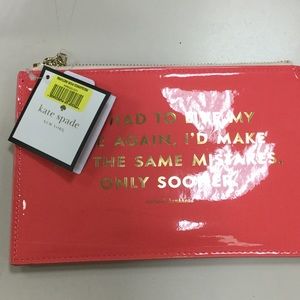 kate spade
NEW YORK
HAD TO LIVE MY
E AGAIN, I'D MAKE
THE SAME MISTAKES,
ONLY SOONER.